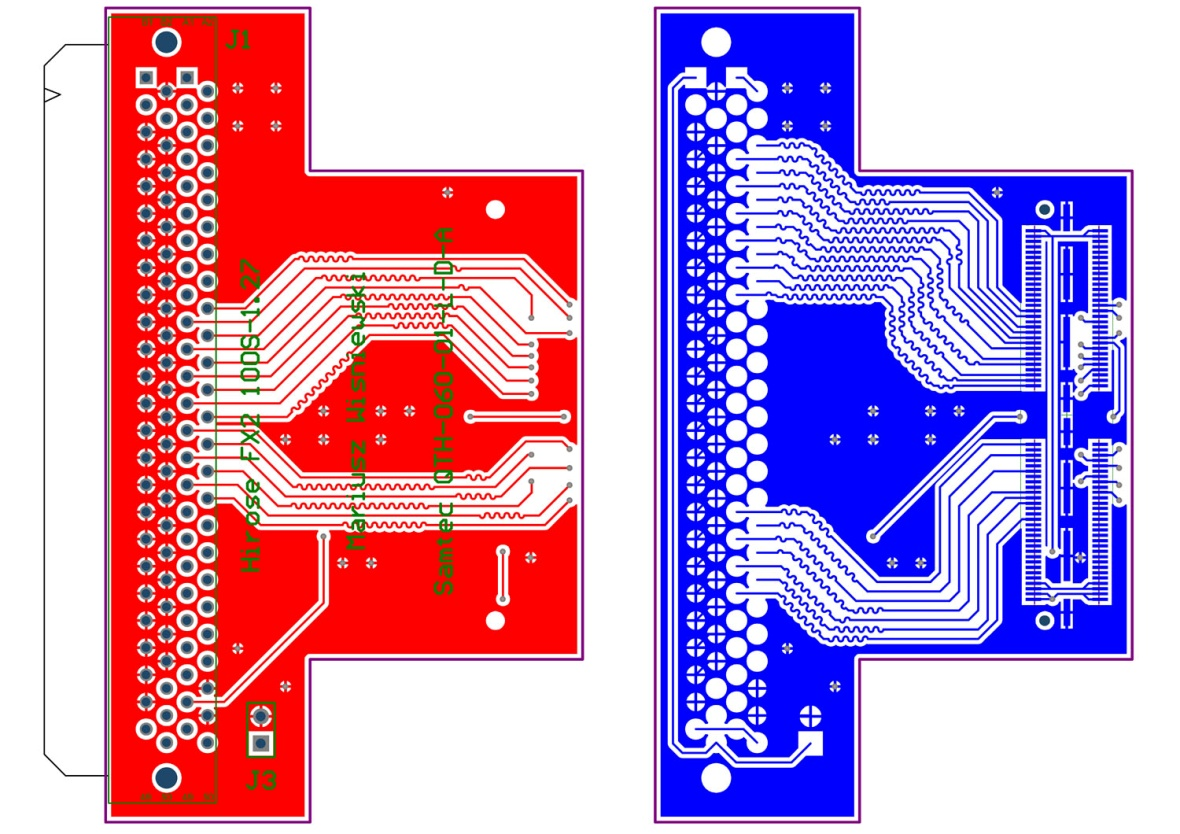 J1
Hirose FX2 100S-1.27
Mariusz Wisniewski
Samtec QTH-060-01-L-D-A
J3